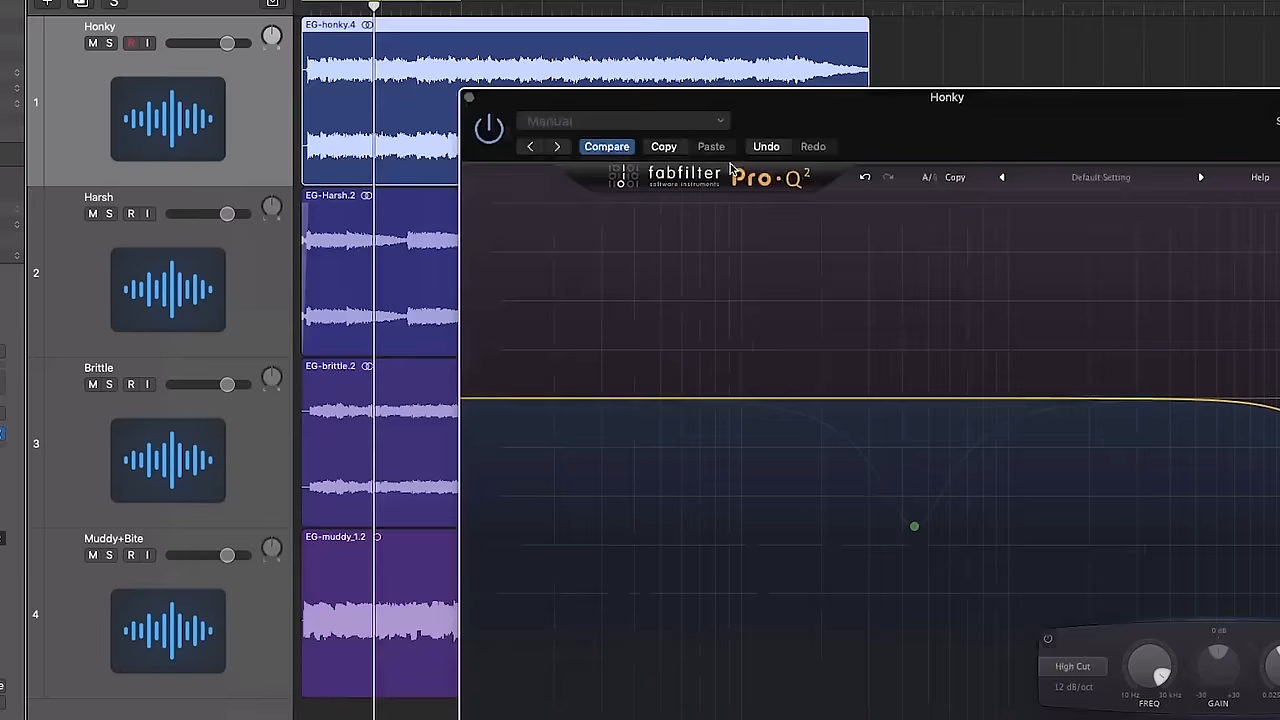 Honky
M S R I
1
EG-honky.4
Harsh
M S R I
2
EG-Harsh.2
Brittle
M S R I
3
EG-brittle.2
Muddy+Bite
M S R I
4
EG-muddy_1.2
Honky
Manual
Compare Copy Paste Undo Redo
fabfilter
software instruments
Pro·Q²
A/ Copy
Default Setting
Help
High Cut
12 dB/oct
10 Hz 30 kHz
FREQ
0 dB
-30 +30
GAIN